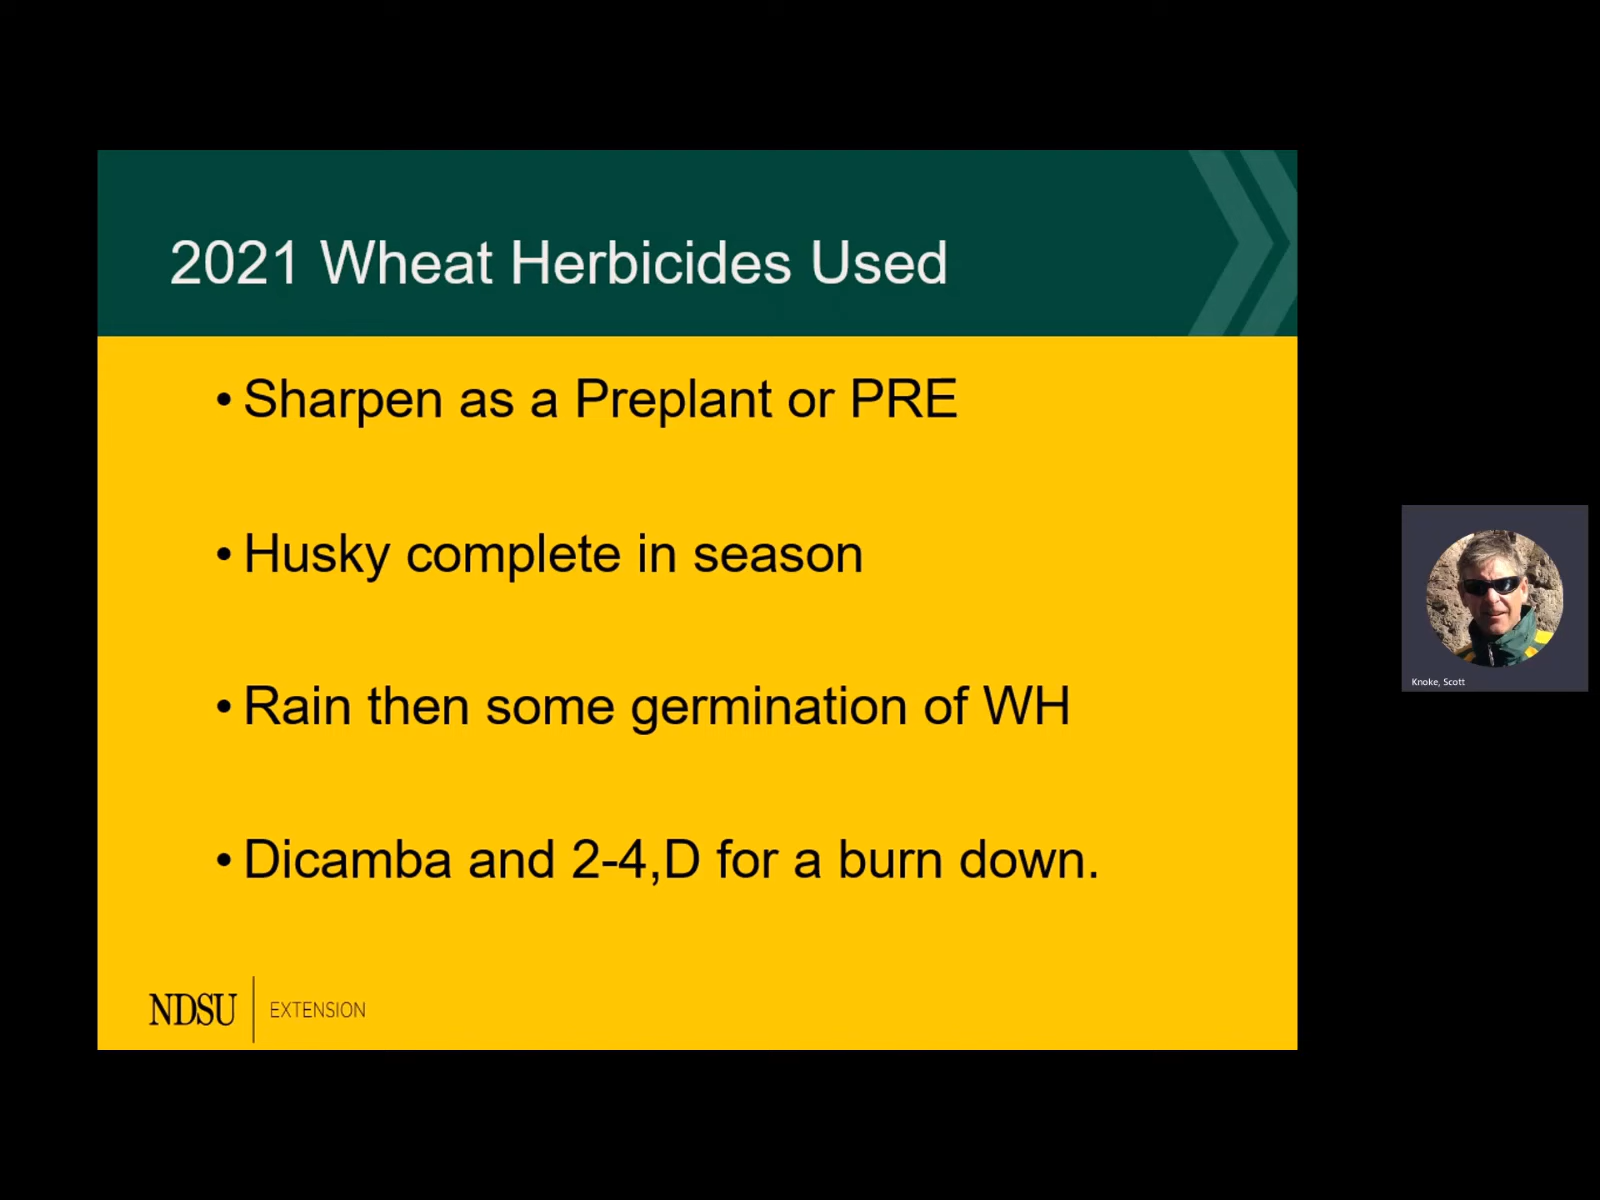 2021 Wheat Herbicides Used
• Sharpen as a Preplant or PRE
• Husky complete in season
• Rain then some germination of WH
• Dicamba and 2-4,D for a burn down.
NDSU EXTENSION
Knoke, Scott